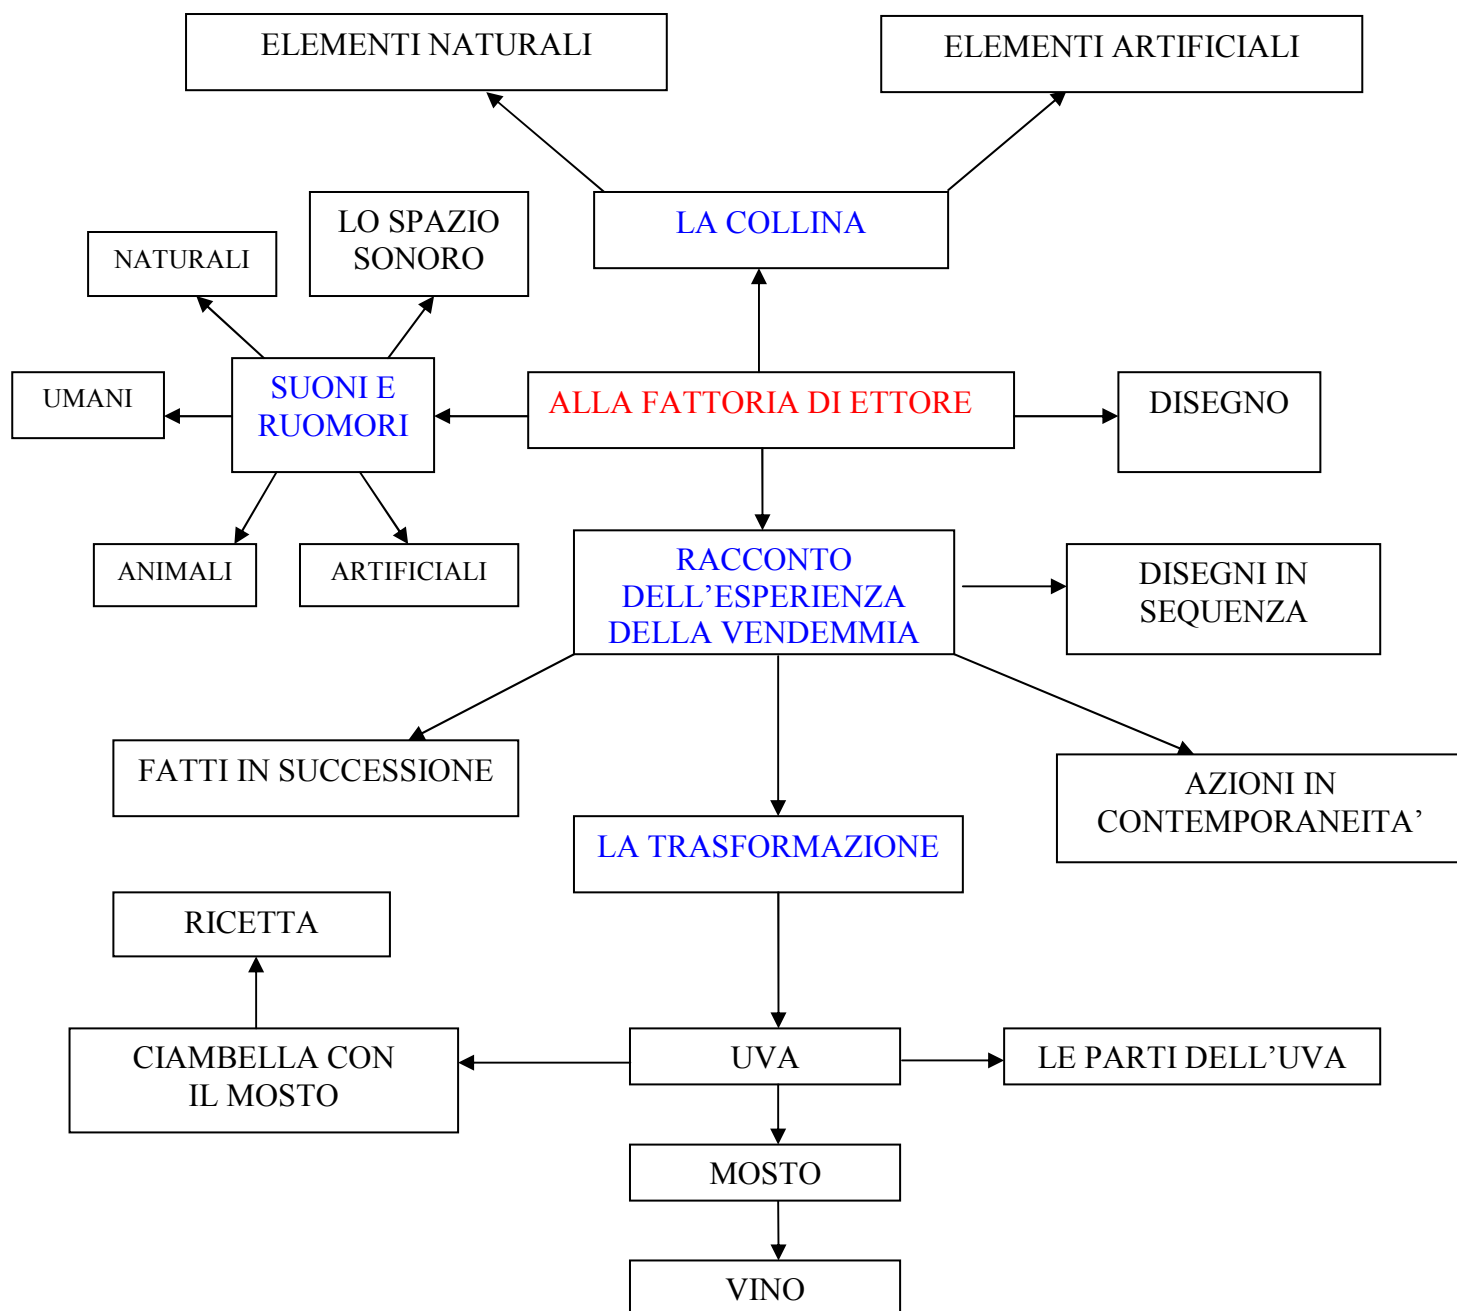 ELEMENTI NATURALI
ELEMENTI ARTIFICIALI
LA COLLINA
LO SPAZIO
SONORO
NATURALI
UMANI
SUONI E
RUOMORI
ALLA FATTORIA DI ETTORE
DISEGNO
ANIMALI
ARTIFICIALI
RACCONTO
DELL’ESPERIENZA
DELLA VENDEMMIA
DISEGNI IN
SEQUENZA
FATTI IN SUCCESSIONE
AZIONI IN
CONTEMPORANEITA’
LA TRASFORMAZIONE
RICETTA
CIAMBELLA CON
IL MOSTO
UVA
LE PARTI DELL’UVA
MOSTO
VINO